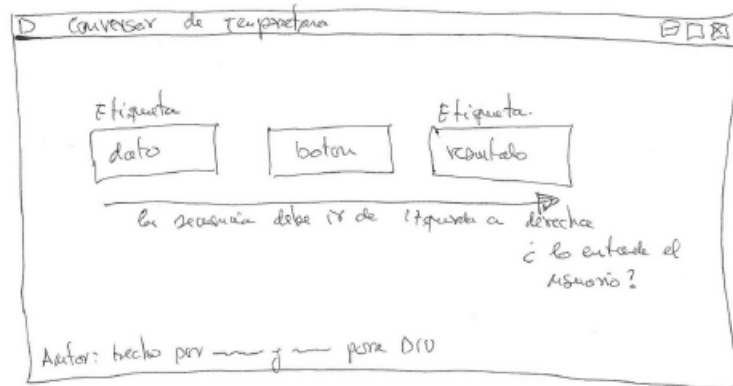 Conversor de temperatura
Etiqueta
Etiqueta.
dato
boton
resultado
la secuencia debe ir de izquierda a derecha
¿ lo entiende el
usuario?
Autor: hecho por y para DIU